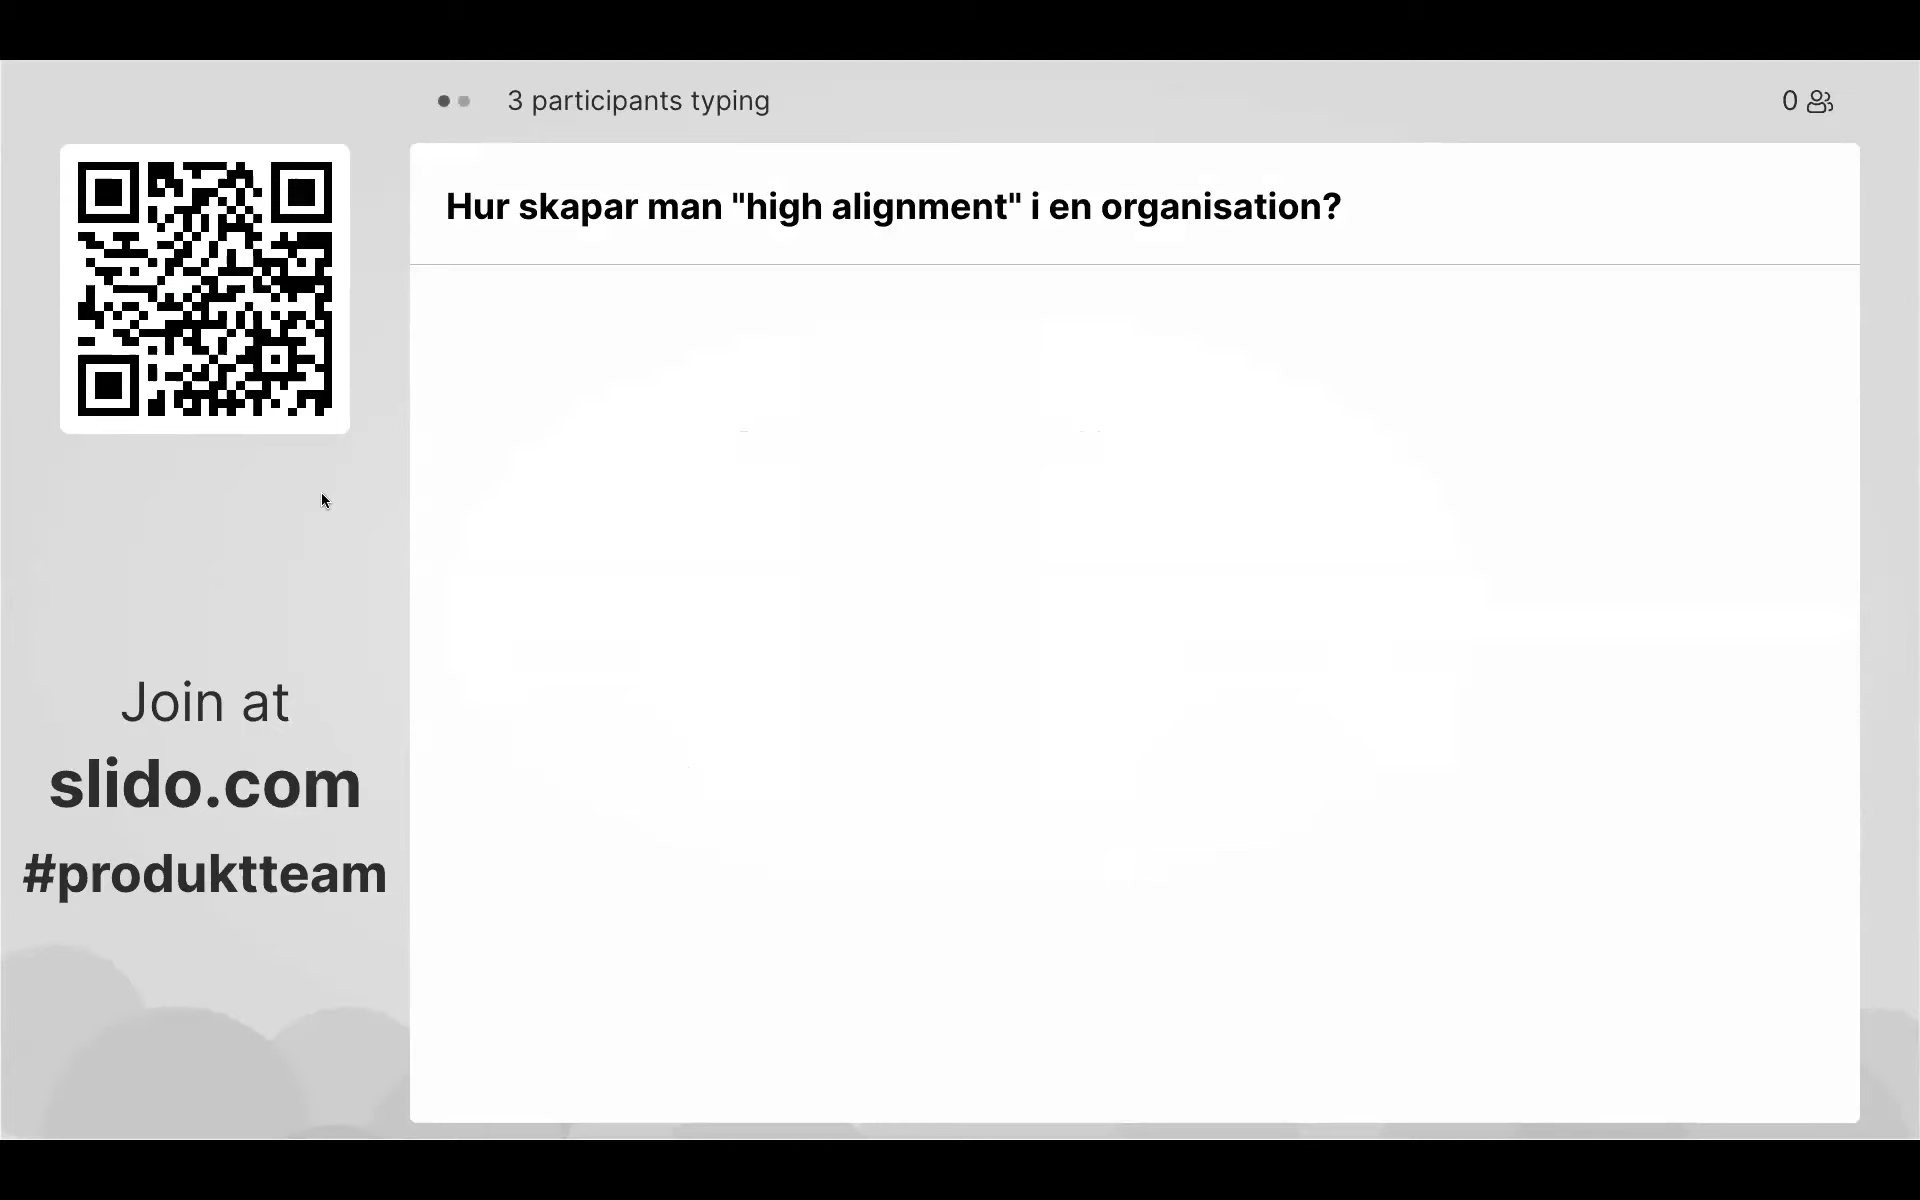 3 participants typing
0
Hur skapar man "high alignment" i en organisation?
Join at
slido.com
#produktteam